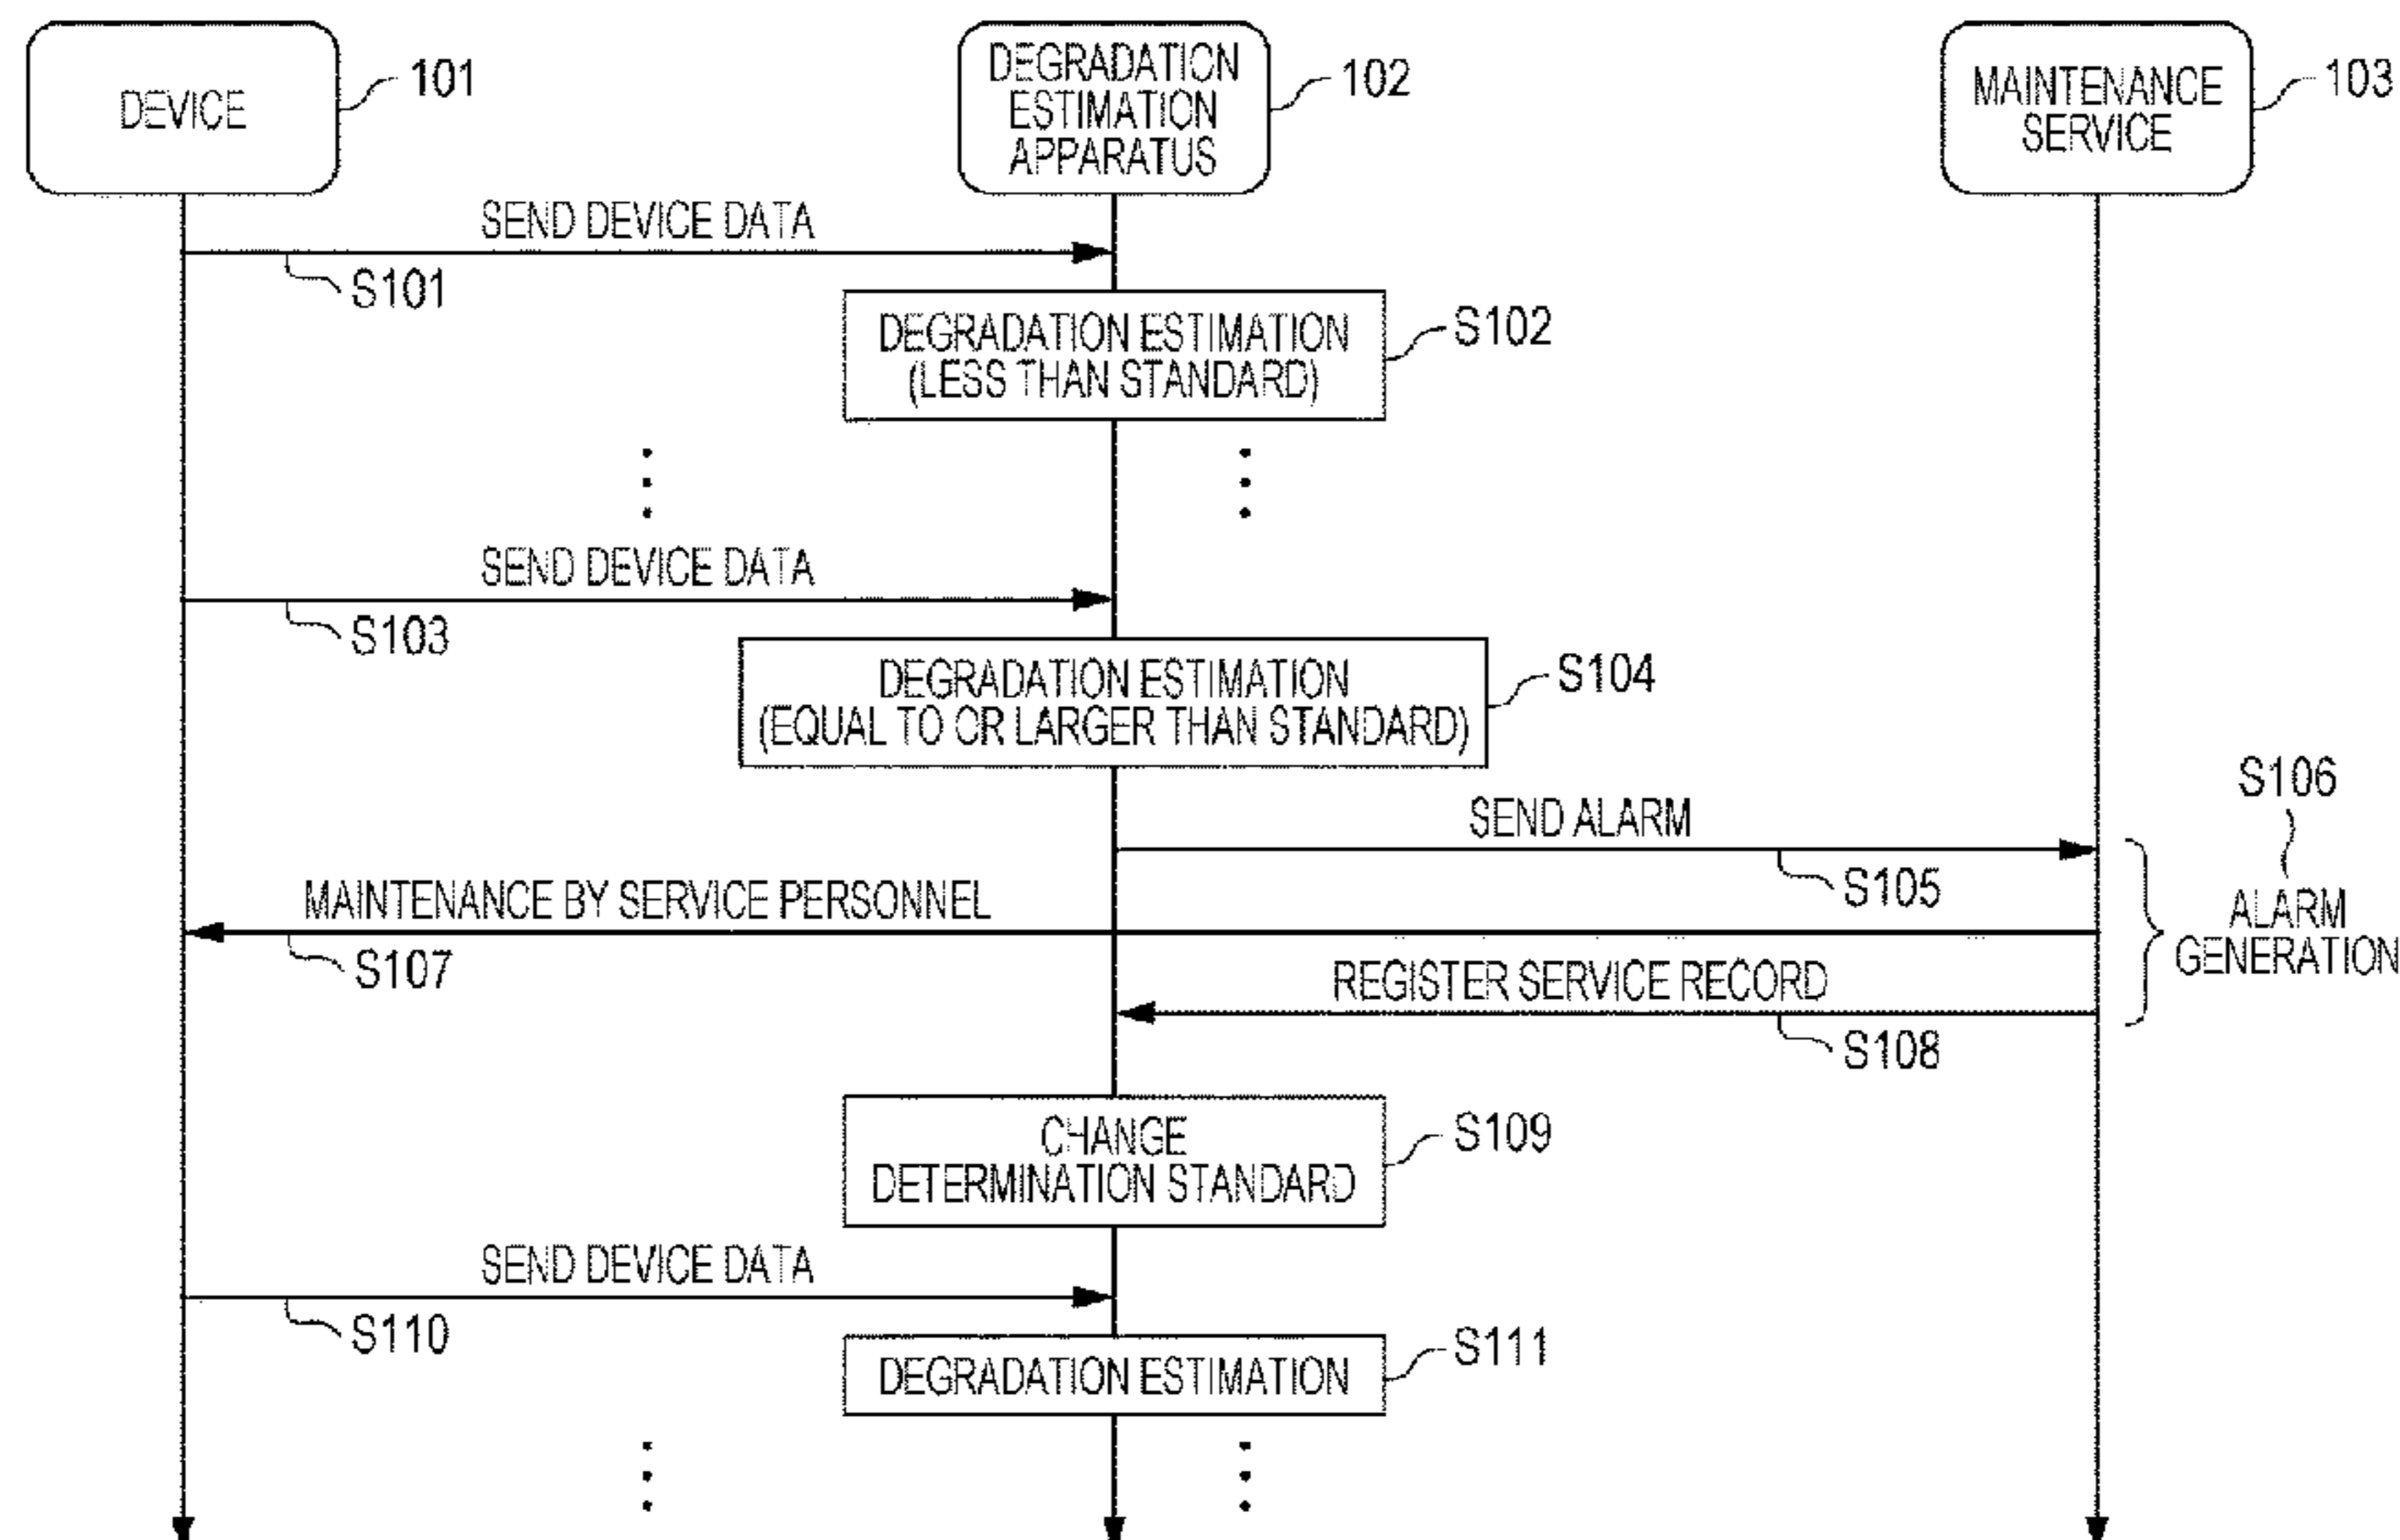 DEVICE
101
DEGRADATION
ESTIMATION
APPARATUS
102
MAINTENANCE
SERVICE
103
SEND DEVICE DATA
S101
DEGRADATION ESTIMATION
(LESS THAN STANDARD)
S102
SEND DEVICE DATA
S103
DEGRADATION ESTIMATION
(EQUAL TO OR LARGER THAN STANDARD)
S104
SEND ALARM
S105
S106
ALARM
GENERATION
MAINTENANCE BY SERVICE PERSONNEL
S107
REGISTER SERVICE RECORD
S108
CHANGE
DETERMINATION STANDARD
S109
SEND DEVICE DATA
S110
DEGRADATION ESTIMATION
S111